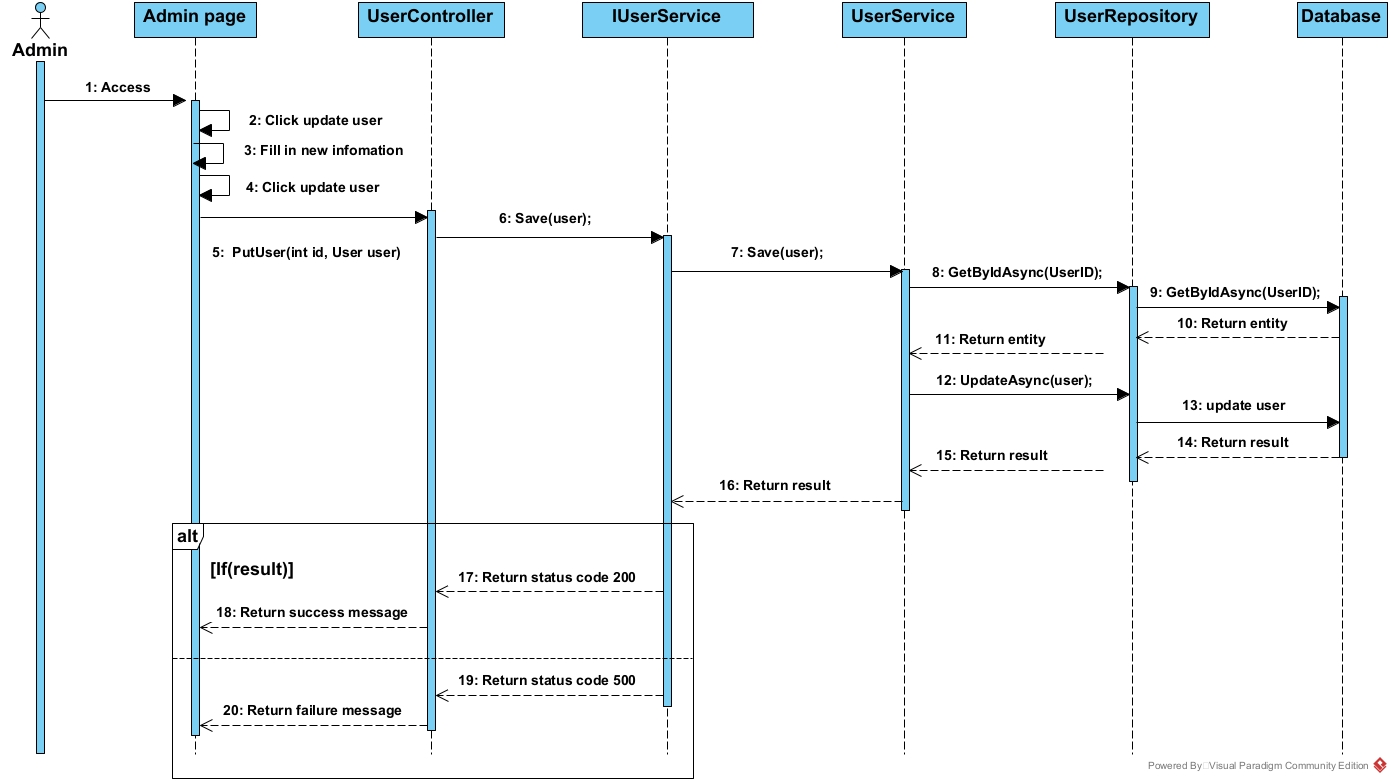 Admin page
UserController
IUserService
UserService
UserRepository
Database
Admin
1: Access
2: Click update user
3: Fill in new infomation
4: Click update user
5: PutUser(int id, User user)
6: Save(user);
7: Save(user);
8: GetByIdAsync(UserID);
9: GetByIdAsync(UserID);
10: Return entity
11: Return entity
12: UpdateAsync(user);
13: update user
14: Return result
15: Return result
16: Return result
alt
[If(result)]
17: Return status code 200
18: Return success message
19: Return status code 500
20: Return failure message
Powered By Visual Paradigm Community Edition